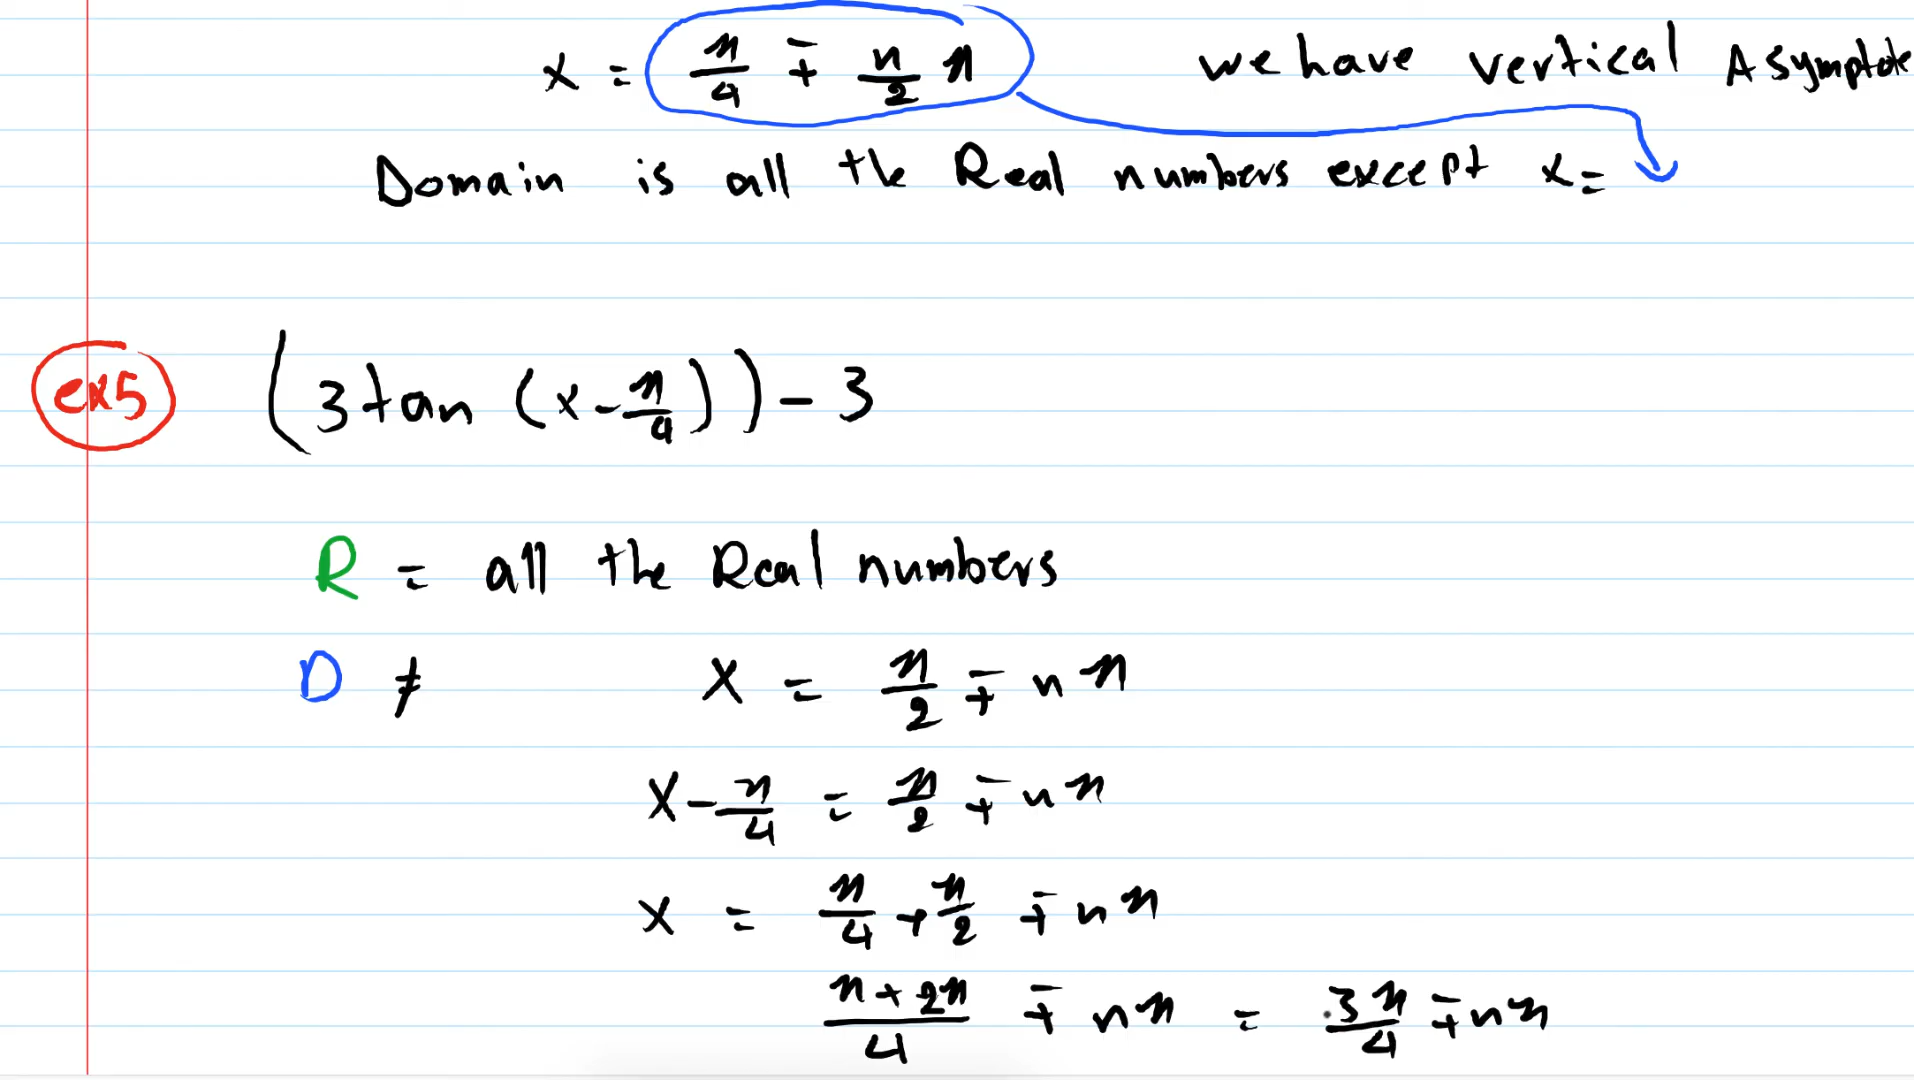 x = π/4 ∓ n/2 π we have vertical Asymptote
Domain is all the Real numbers except x=
ex5 (3tan (x-π/4)) - 3
R = all the Real numbers
D ≠ x = π/2 ∓ nπ
x - π/4 = π/2 ∓ nπ
x = π/4 + π/2 ∓ nπ
π + 2π/4 ∓ nπ = 3π/4 ∓ nπ